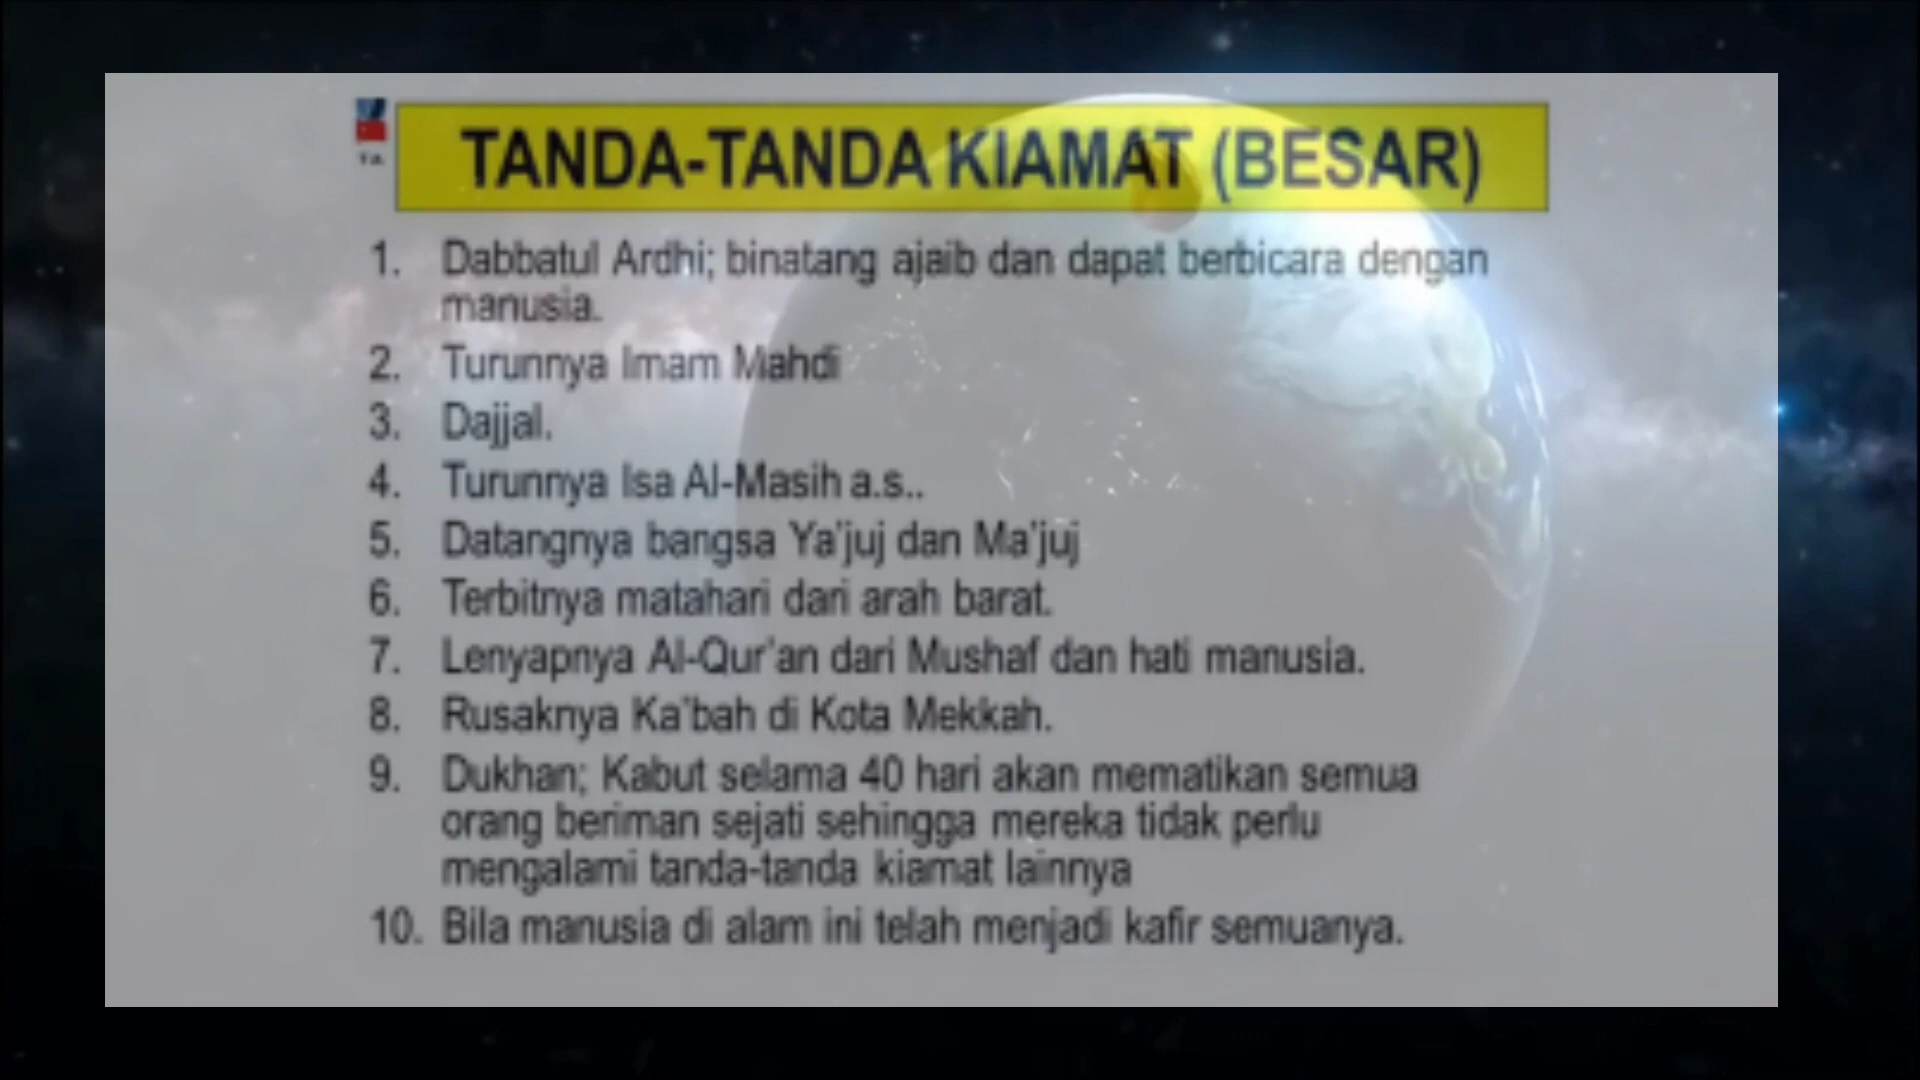 TANDA-TANDA KIAMAT (BESAR)
TA
1. Dabbatul Ardhi; binatang ajaib dan dapat berbicara dengan
manusia.
2. Turunnya Imam Mahdi
3. Dajjal.
4. Turunnya Isa Al-Masih a.s..
5. Datangnya bangsa Ya'juj dan Ma'juj
6. Terbitnya matahari dari arah barat.
7. Lenyapnya Al-Qur'an dari Mushaf dan hati manusia.
8. Rusaknya Ka'bah di Kota Mekkah.
9. Dukhan; Kabut selama 40 hari akan mematikan semua
orang beriman sejati sehingga mereka tidak perlu
mengalami tanda-tanda kiamat lainnya
10. Bila manusia di alam ini telah menjadi kafir semuanya.